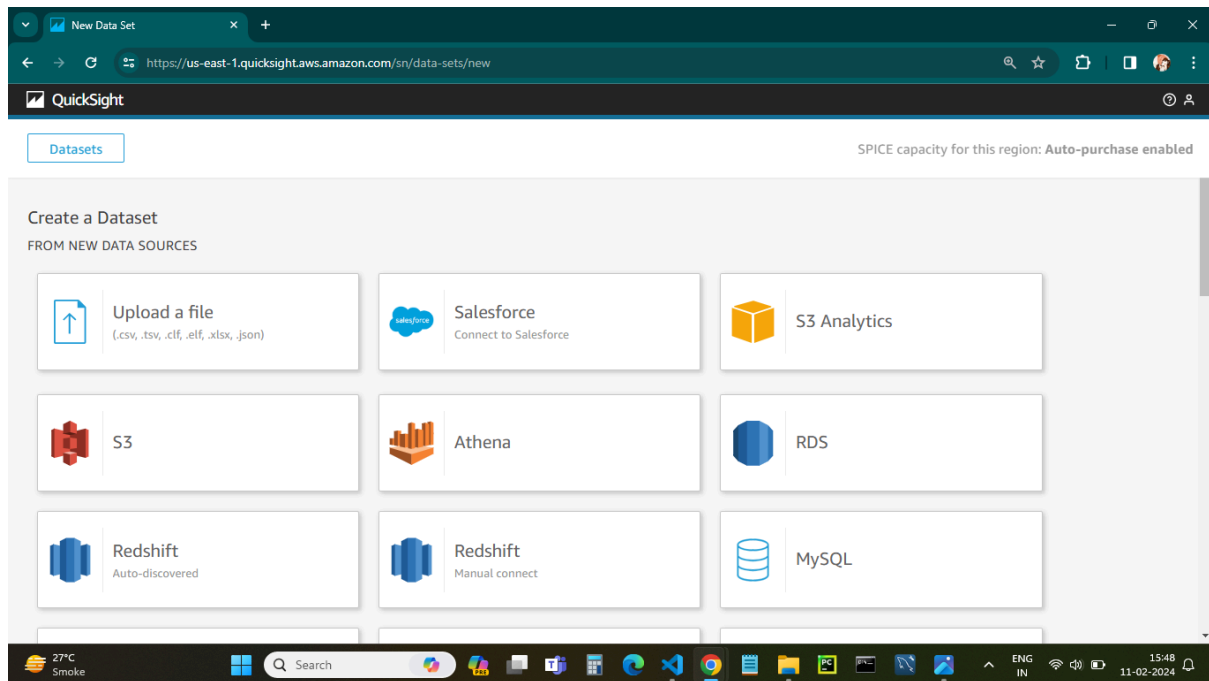 New Data Set
https://us-east-1.quicksight.aws.amazon.com/sn/data-sets/new
QuickSight
Datasets
SPICE capacity for this region: Auto-purchase enabled
Create a Dataset
FROM NEW DATA SOURCES
Upload a file
(.csv, .tsv, .clf, .elf, .xlsx, .json)
salesforce
Salesforce
Connect to Salesforce
S3 Analytics
S3
Athena
RDS
Redshift
Auto-discovered
Redshift
Manual connect
MySQL
27°C
Smoke
Search
PRE
PC
ENG
IN
15:48
11-02-2024